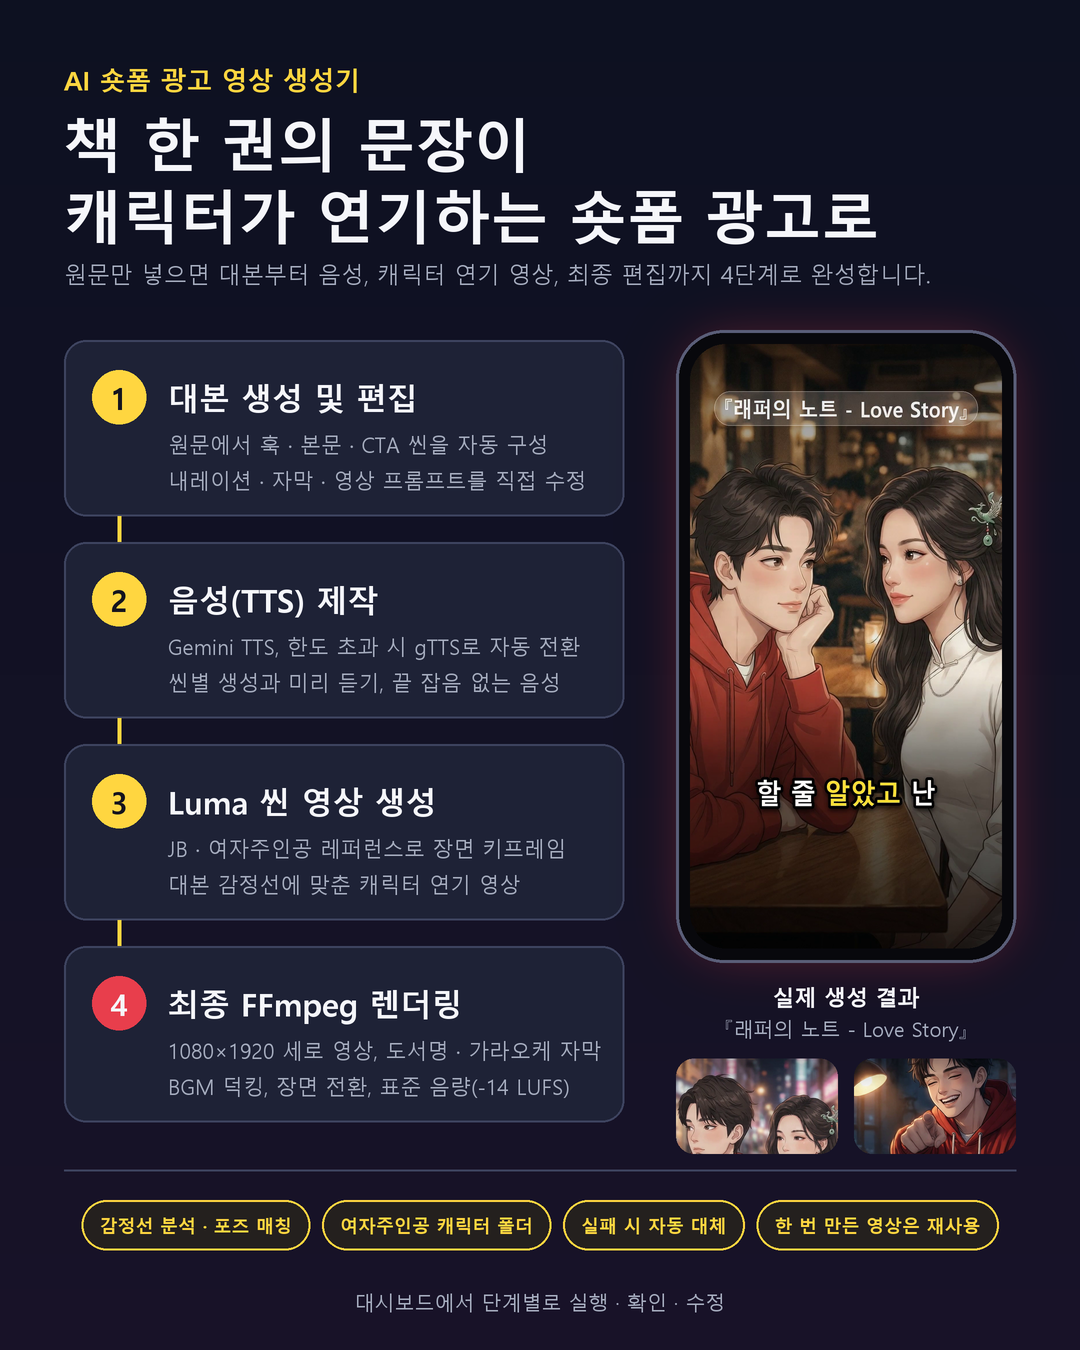 AI 숏폼 광고 영상 생성기
책 한 권의 문장이
캐릭터가 연기하는 숏폼 광고로
원문만 넣으면 대본부터 음성, 캐릭터 연기 영상, 최종 편집까지 4단계로 완성합니다.
1
대본 생성 및 편집
원문에서 훅 · 본문 · CTA 씬을 자동 구성
내레이션 · 자막 · 영상 프롬프트를 직접 수정
2
음성(TTS) 제작
Gemini TTS, 한도 초과 시 gTTS로 자동 전환
씬별 생성과 미리 듣기, 끝 잡음 없는 음성
3
Luma 씬 영상 생성
JB · 여자주인공 레퍼런스로 장면 키프레임
대본 감정선에 맞춘 캐릭터 연기 영상
4
최종 FFmpeg 렌더링
1080×1920 세로 영상, 도서명 · 가라오케 자막
BGM 덕킹, 장면 전환, 표준 음량(-14 LUFS)
『래퍼의 노트 - Love Story』
할 줄 알았고 난
실제 생성 결과
『래퍼의 노트 - Love Story』
감정선 분석 · 포즈 매칭
여자주인공 캐릭터 폴더
실패 시 자동 대체
한 번 만든 영상은 재사용
대시보드에서 단계별로 실행 · 확인 · 수정